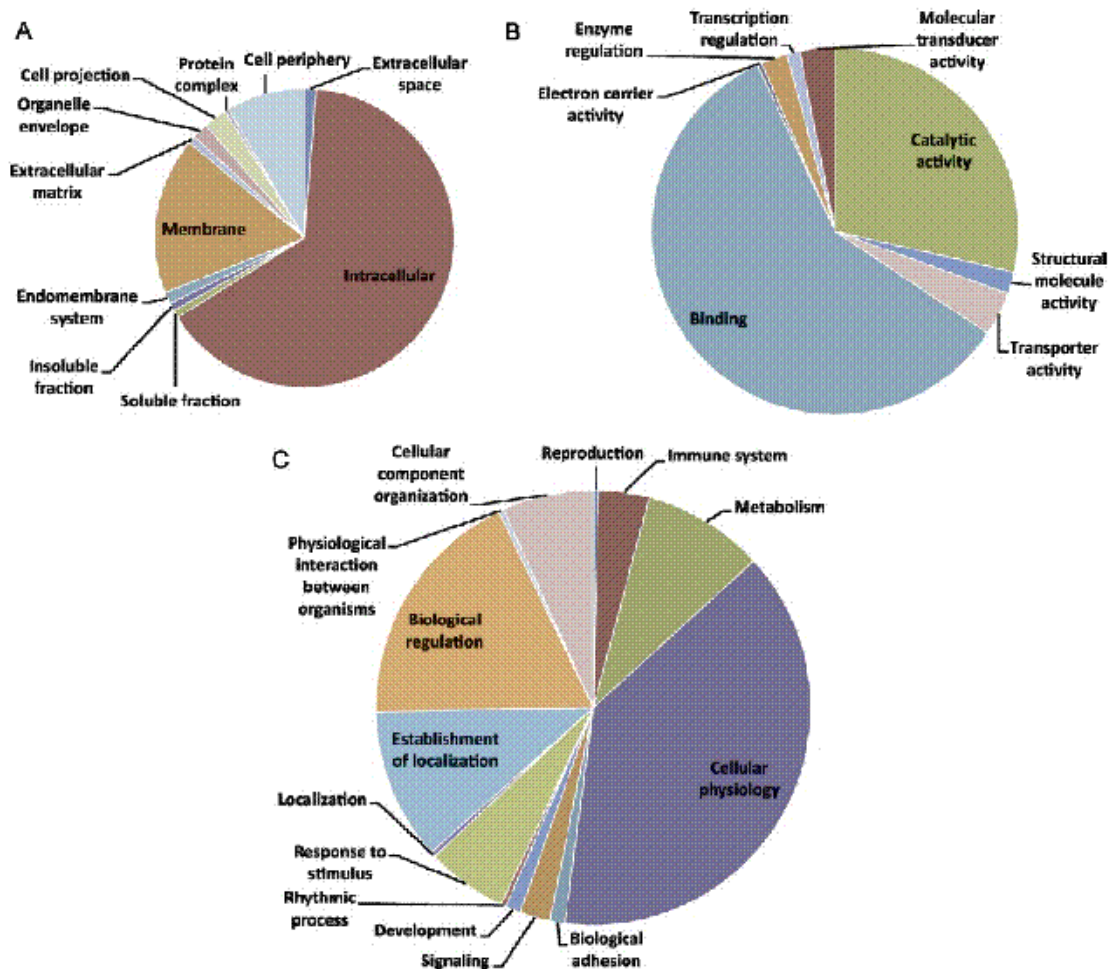 A
Cell projection
Protein
complex
Cell periphery
Extracellular
space
Organelle
envelope
Extracellular
matrix
Membrane
Intracellular
Endomembrane
system
Insoluble
fraction
Soluble fraction
B
Enzyme
regulation
Transcription
regulation
Molecular
transducer
activity
Electron carrier
activity
Catalytic
activity
Structural
molecule
activity
Binding
Transporter
activity
C
Cellular
component
organization
Reproduction
Immune system
Metabolism
Physiological
interaction
between
organisms
Biological
regulation
Establishment
of localization
Cellular
physiology
Localization
Response to
stimulus
Rhythmic
process
Development
Signaling
Biological
adhesion